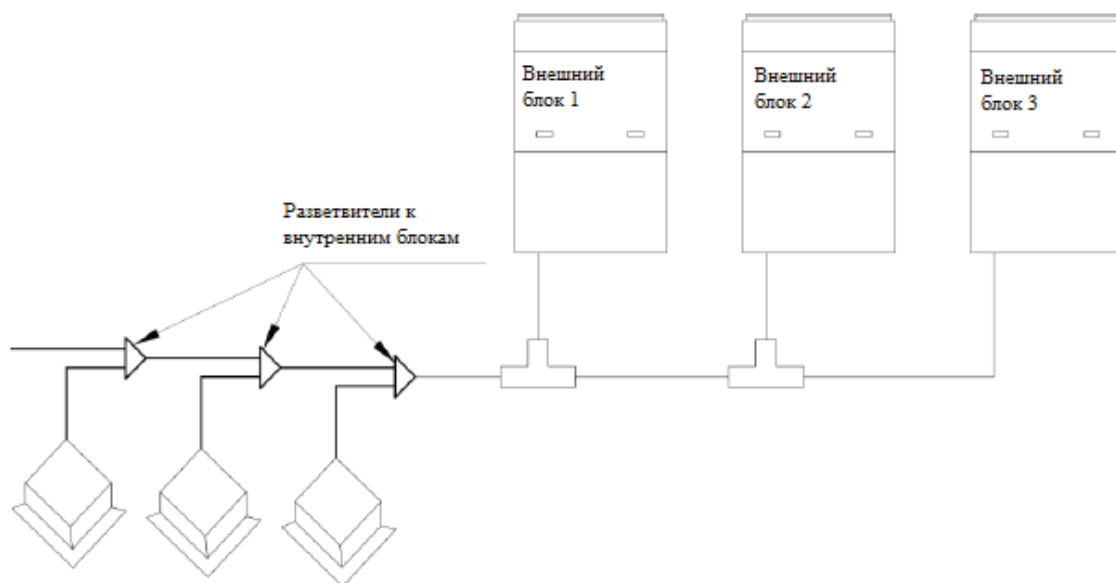 Внешний
блок 1
Внешний
блок 2
Внешний
блок 3
Разветвители к
внутренним блокам